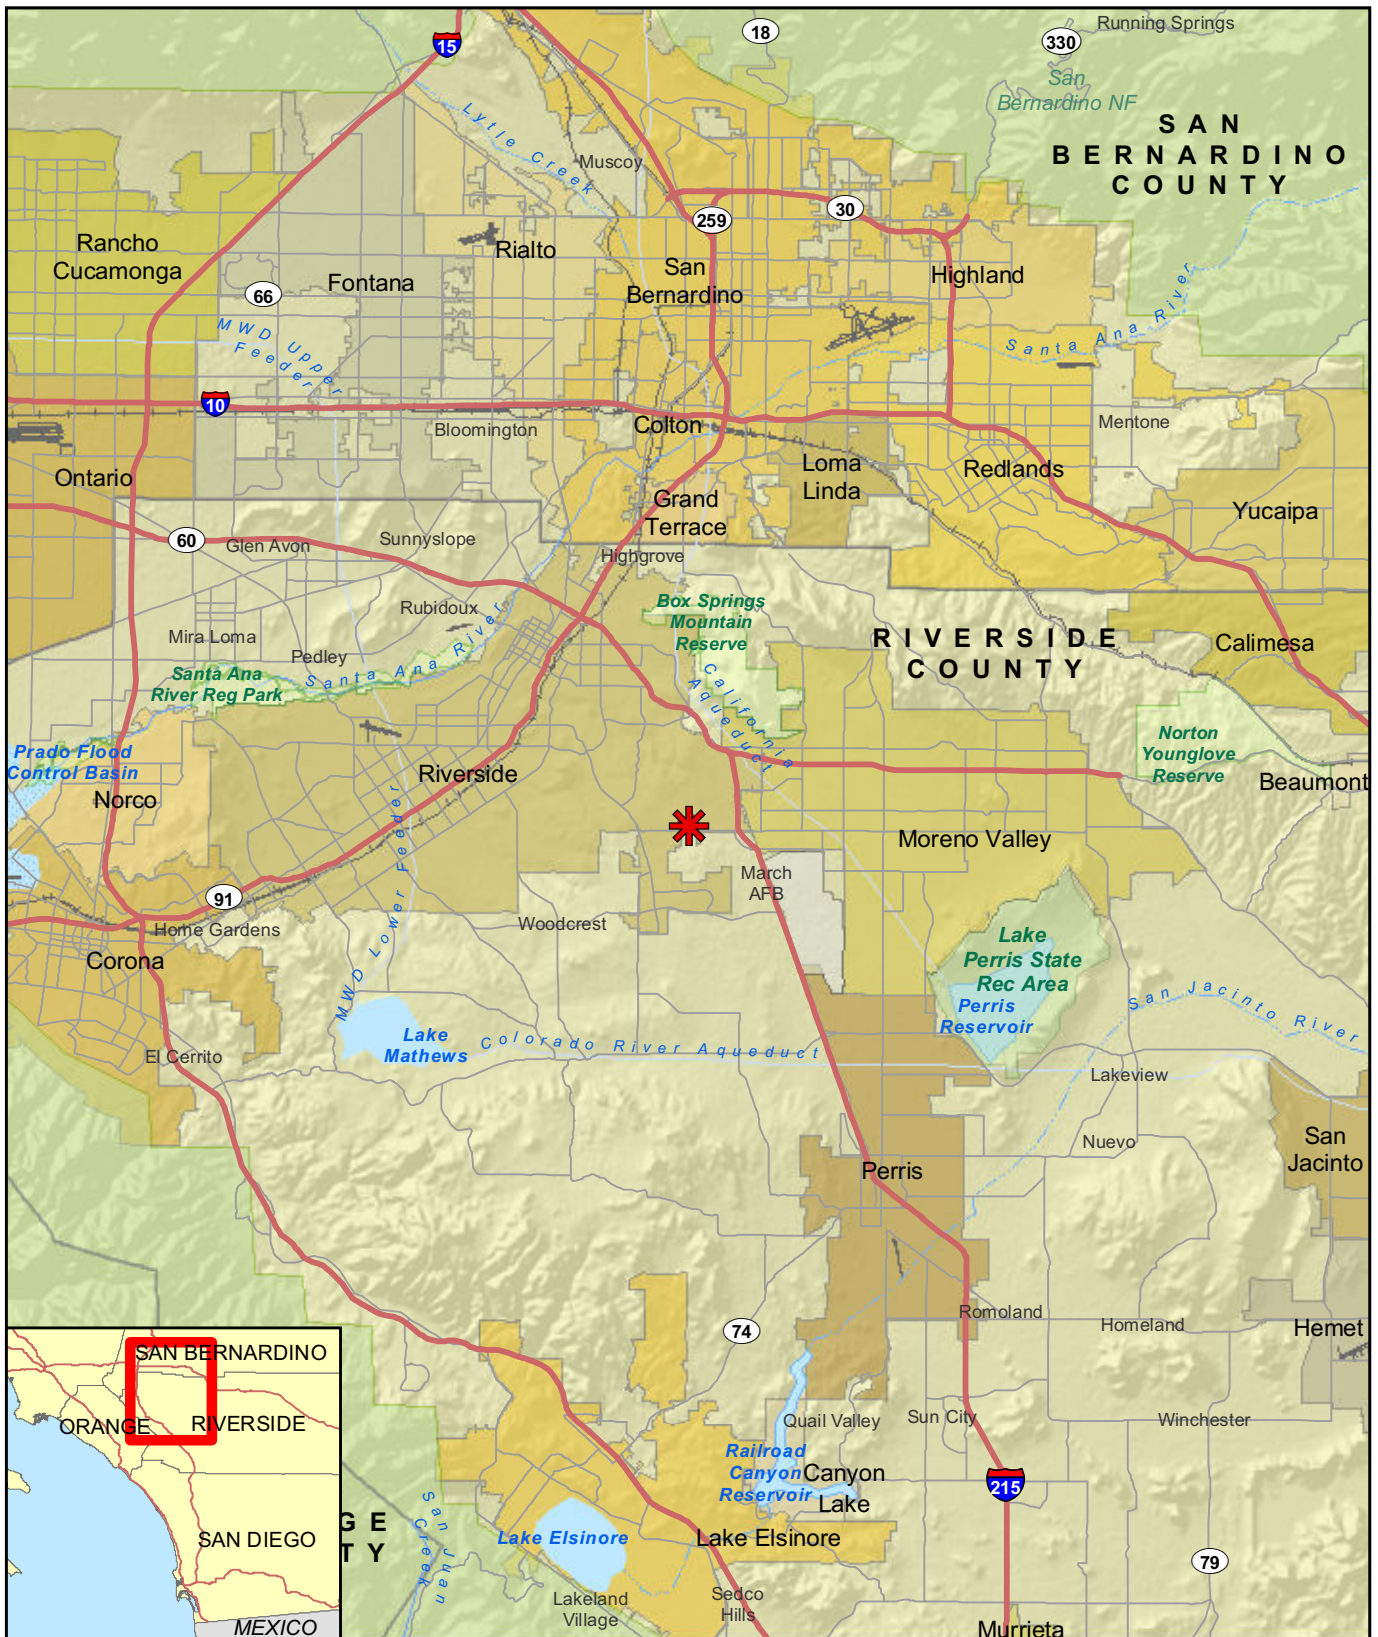 Running Springs
18
330
15
San
Bernardino NF
SAN
BERNARDINO
COUNTY
Lytle Creek
Muscoy
259
30
Rancho
Cucamonga
Rialto
Fontana
66
San
Bernardino
Highland
Santa Ana River
MWD Upper
Feeder
10
Bloomington
Colton
Mentone
Ontario
Loma
Linda
Redlands
Grand
Terrace
Yucaipa
60
Glen Avon
Sunnyslope
Highgrove
Rubidoux
Box Springs
Mountain
Reserve
Mira Loma
Pedley
RIVERSIDE
COUNTY
Calimesa
Santa Ana
River Reg Park
Santa Ana River
California
Aqueduct
Prado Flood
Control Basin
Norco
Riverside
Norton
Younglove
Reserve
Beaumont
Moreno Valley
March
AFB
91
Home Gardens
Woodcrest
MWD Lower Feeder
Corona
Lake
Perris State
Rec Area
Perris
Reservoir
San Jacinto River
Lake
Mathews
Colorado River Aqueduct
El Cerrito
Lakeview
Nuevo
San
Jacinto
Perris
74
Romoland
Homeland
Hemet
Quail Valley
Sun City
Winchester
Railroad
Canyon
Reservoir
Canyon
Lake
215
Lake Elsinore
Lake Elsinore
79
San Juan
Creek
GE
TY
Lakeland
Village
Sedco
Hills
Murrieta
SAN BERNARDINO
ORANGE
RIVERSIDE
SAN DIEGO
MEXICO